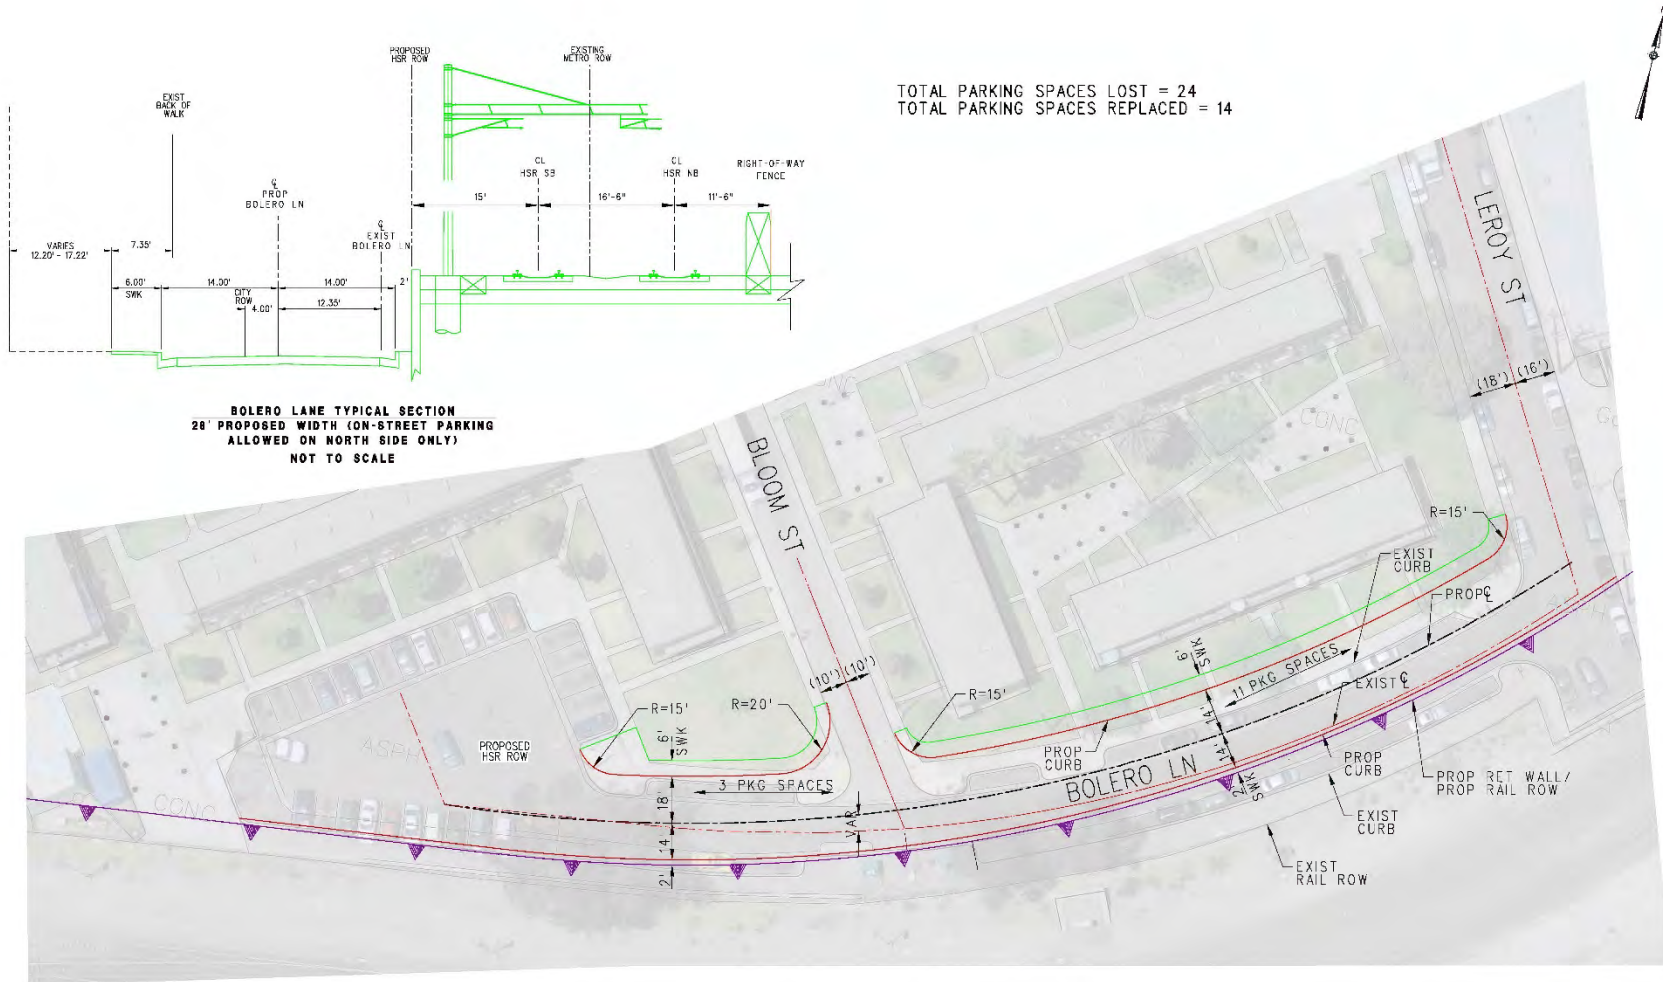 PROPOSED
HSR ROW
EXISTING
METRO ROW
EXIST
BACK OF
WALK
CL
HSR SB
CL
HSR NB
RIGHT-OF-WAY
FENCE
15'
16'-6"
11'-6"
℄
PROP
BOLERO LN
℄
EXIST
BOLERO LN
VARIES
12.20' - 17.22'
7.35'
6.00'
SWK
14.00'
14.00'
2'
CITY
ROW
4.00'
12.35'
BOLERO LANE TYPICAL SECTION
28' PROPOSED WIDTH (ON-STREET PARKING
ALLOWED ON NORTH SIDE ONLY)
NOT TO SCALE
TOTAL PARKING SPACES LOST = 24
TOTAL PARKING SPACES REPLACED = 14
LEROY ST
(18')
(16')
CONC
CONC
BLOOM ST
R=15'
EXIST
CURB
PROP ℄
(10')
(10')
6'
SWK
11 PKG SPACES
EXIST ℄
R=15'
R=20'
R=15'
6'
SWK
PROPOSED
HSR ROW
ASPH
CONC
3 PKG SPACES
18'
14
2'
VAR
PROP
CURB
14'
14'
BOLERO LN
2'
SWK
PROP
CURB
PROP RET WALL/
PROP RAIL ROW
EXIST
CURB
EXIST
RAIL ROW